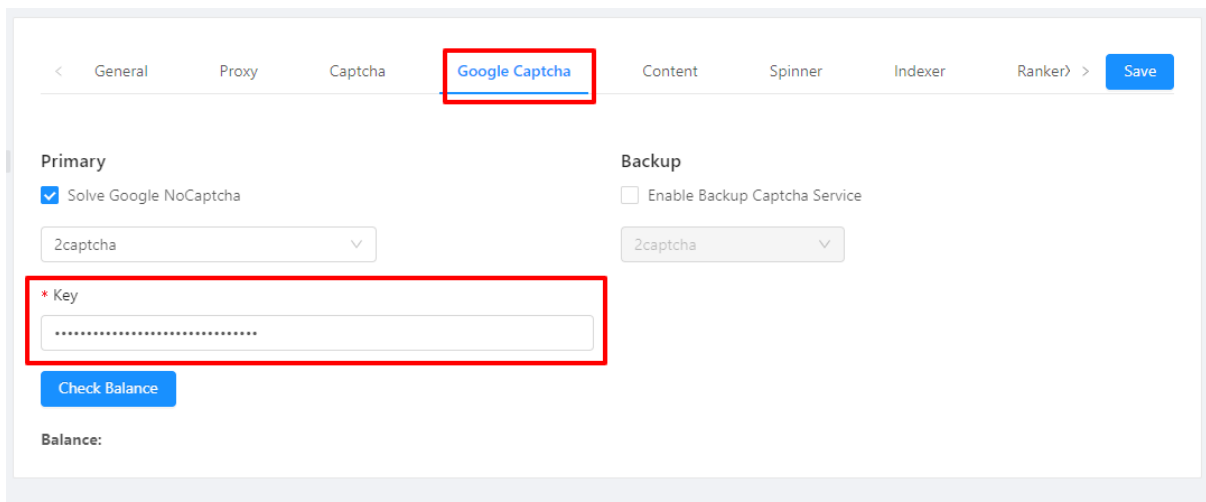 < General Proxy Captcha Google Captcha Content Spinner Indexer RankerX > Save
Primary
Solve Google NoCaptcha
2captcha
* Key
••••••••••••••••••••••••••••••••
Check Balance
Balance:
Backup
Enable Backup Captcha Service
2captcha